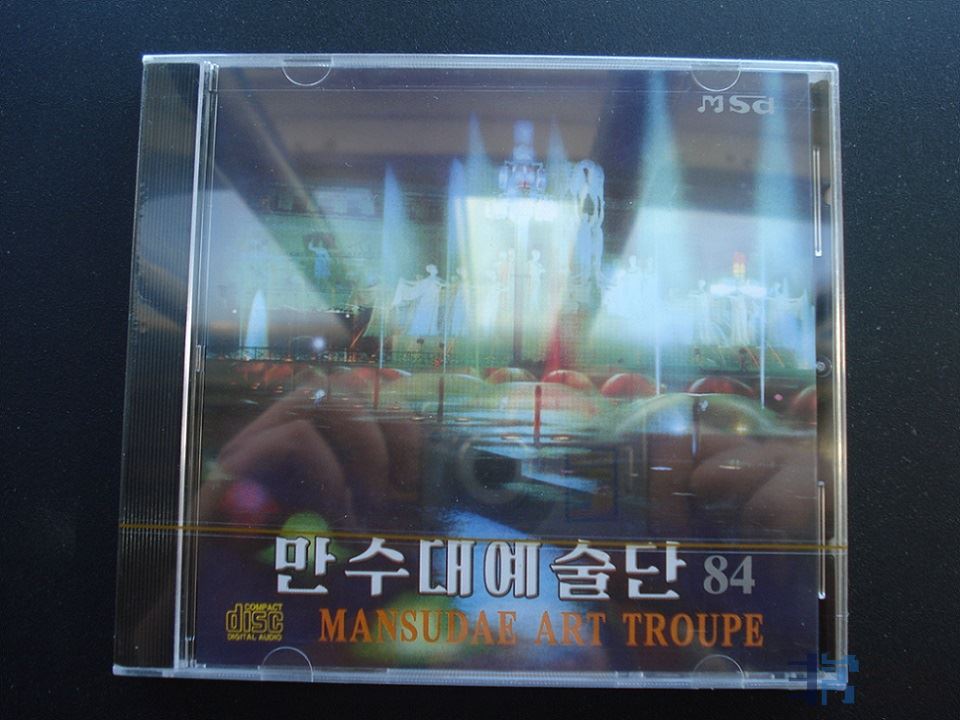 MSd
만수대예술단 84
COMPACT
disc
DIGITAL AUDIO
MANSUDAE ART TROUPE